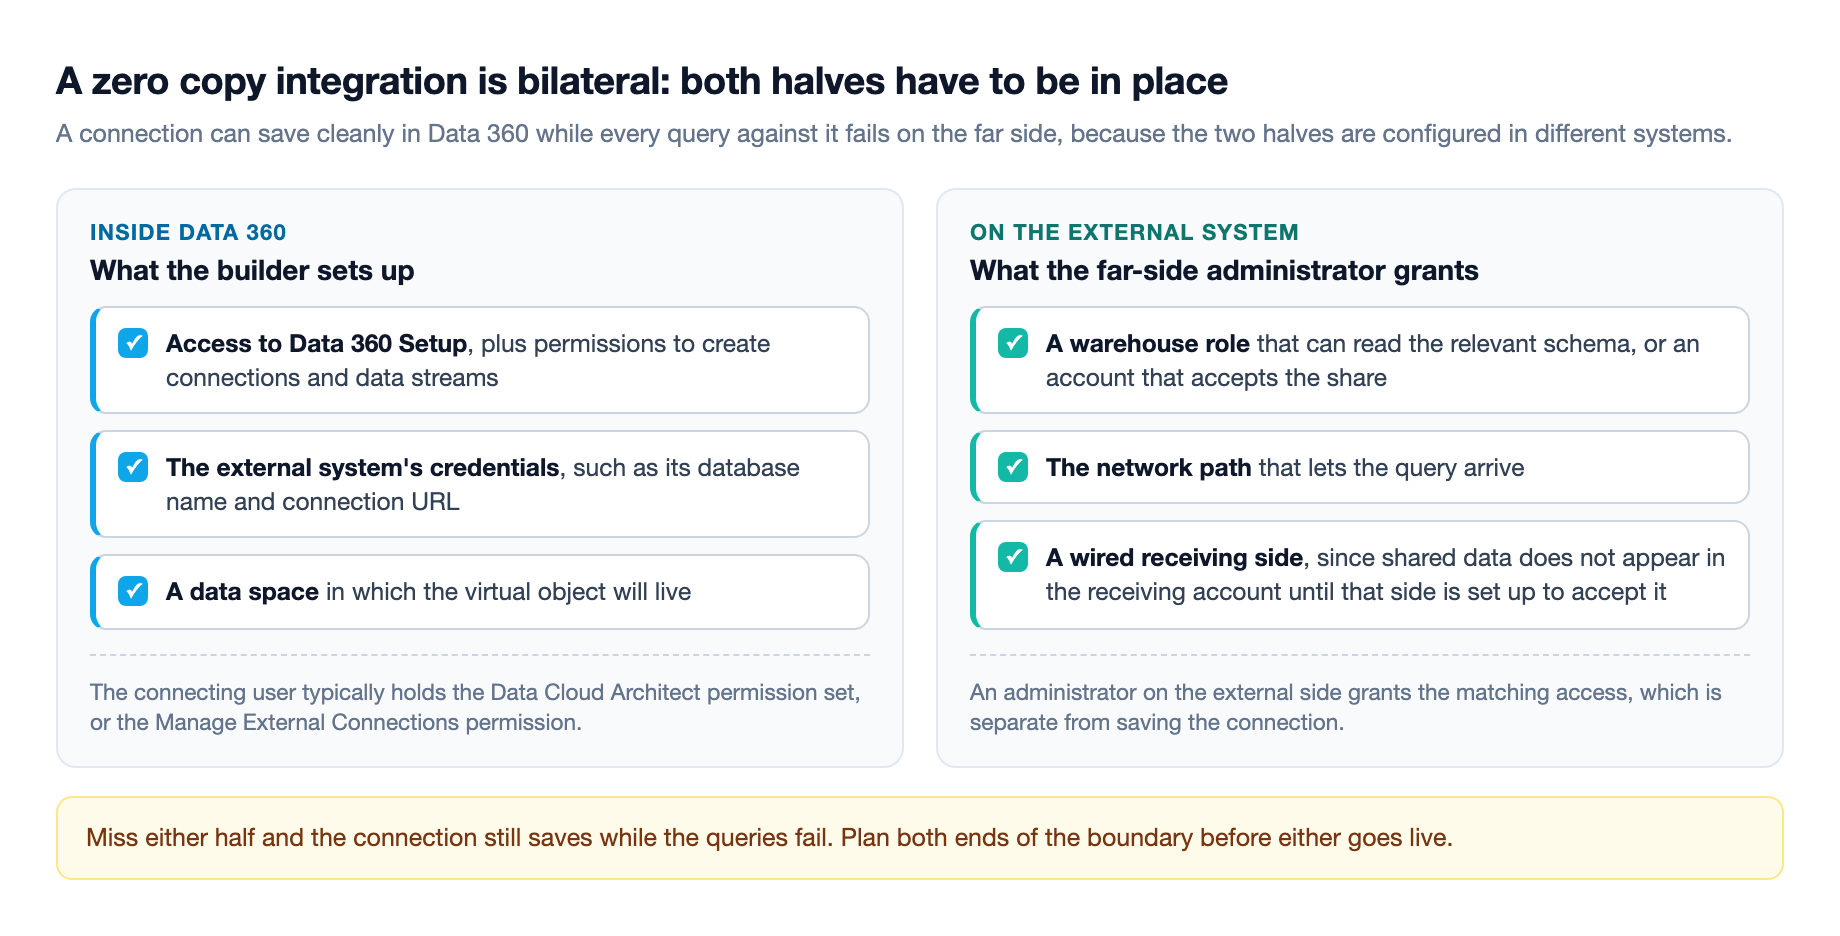 A zero copy integration is bilateral: both halves have to be in place
A connection can save cleanly in Data 360 while every query against it fails on the far side, because the two halves are configured in different systems.
INSIDE DATA 360
What the builder sets up
Access to Data 360 Setup, plus permissions to create
connections and data streams
The external system's credentials, such as its database
name and connection URL
A data space in which the virtual object will live
The connecting user typically holds the Data Cloud Architect permission set,
or the Manage External Connections permission.
ON THE EXTERNAL SYSTEM
What the far-side administrator grants
A warehouse role that can read the relevant schema, or an
account that accepts the share
The network path that lets the query arrive
A wired receiving side, since shared data does not appear in
the receiving account until that side is set up to accept it
An administrator on the external side grants the matching access, which is
separate from saving the connection.
Miss either half and the connection still saves while the queries fail. Plan both ends of the boundary before either goes live.